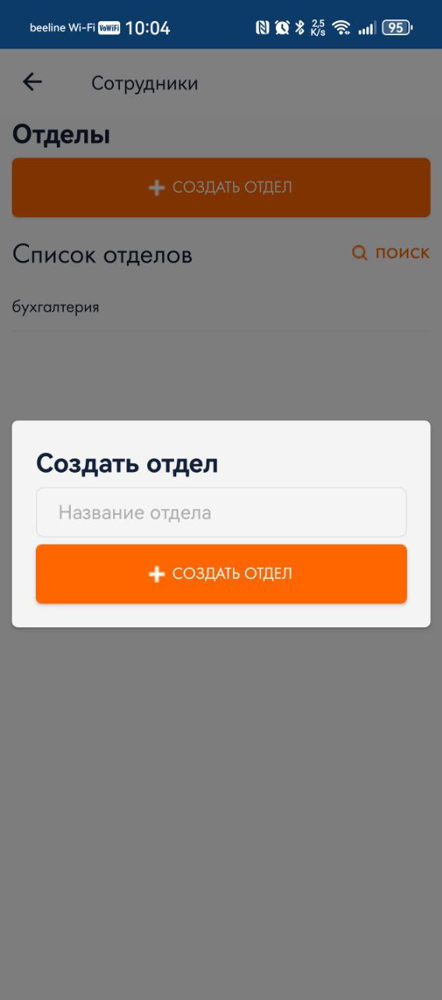 beeline Wi-Fi VoWiFi 10:04 2,5 K/s 95
Сотрудники
Отделы
СОЗДАТЬ ОТДЕЛ
Список отделов поиск
бухгалтерия
Создать отдел
Название отдела
СОЗДАТЬ ОТДЕЛ